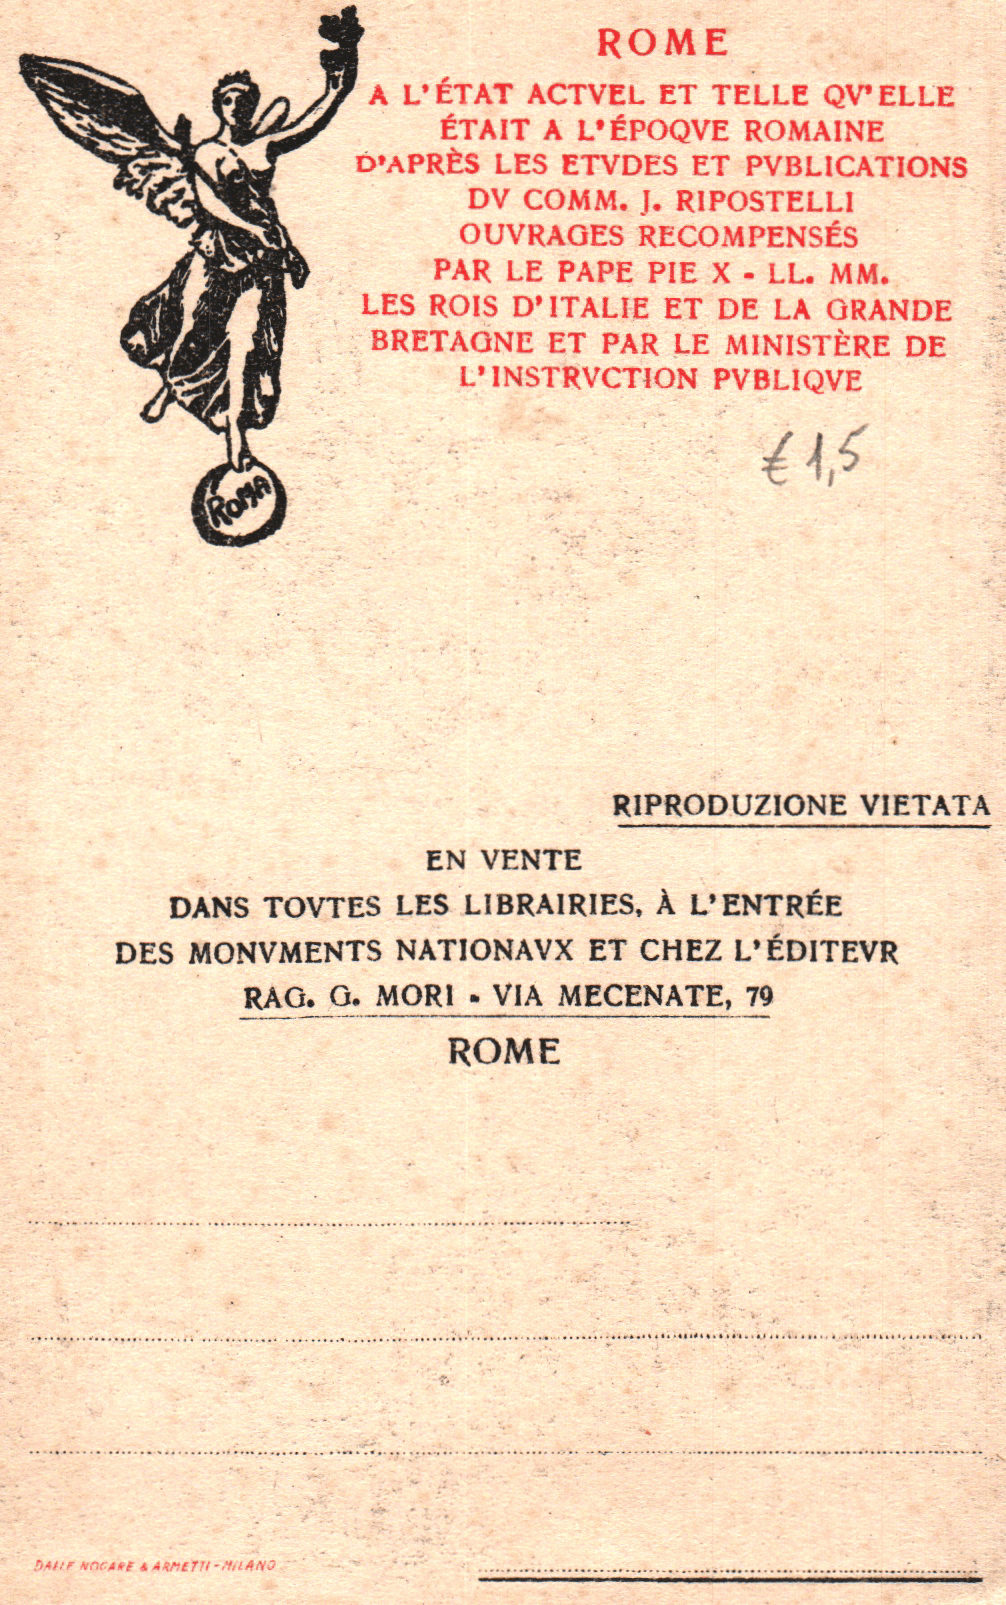 ROME
A L'ÉTAT ACTVEL ET TELLE QV'ELLE
ÉTAIT A L'ÉPOQVE ROMAINE
D'APRÈS LES ETVDES ET PVBLICATIONS
DV COMM. J. RIPOSTELLI
OUVRAGES RECOMPENSÉS
PAR LE PAPE PIE X - LL. MM.
LES ROIS D'ITALIE ET DE LA GRANDE
BRETAGNE ET PAR LE MINISTÈRE DE
L'INSTRVCTION PVBLIQVE
€ 1,5
ROMA
RIPRODUZIONE VIETATA
EN VENTE
DANS TOVTES LES LIBRAIRIES, À L'ENTRÉE
DES MONVMENTS NATIONAVX ET CHEZ L'ÉDITEVR
RAG. G. MORI - VIA MECENATE, 79
ROME
DALLE NOGARE & ARMETTI - MILANO